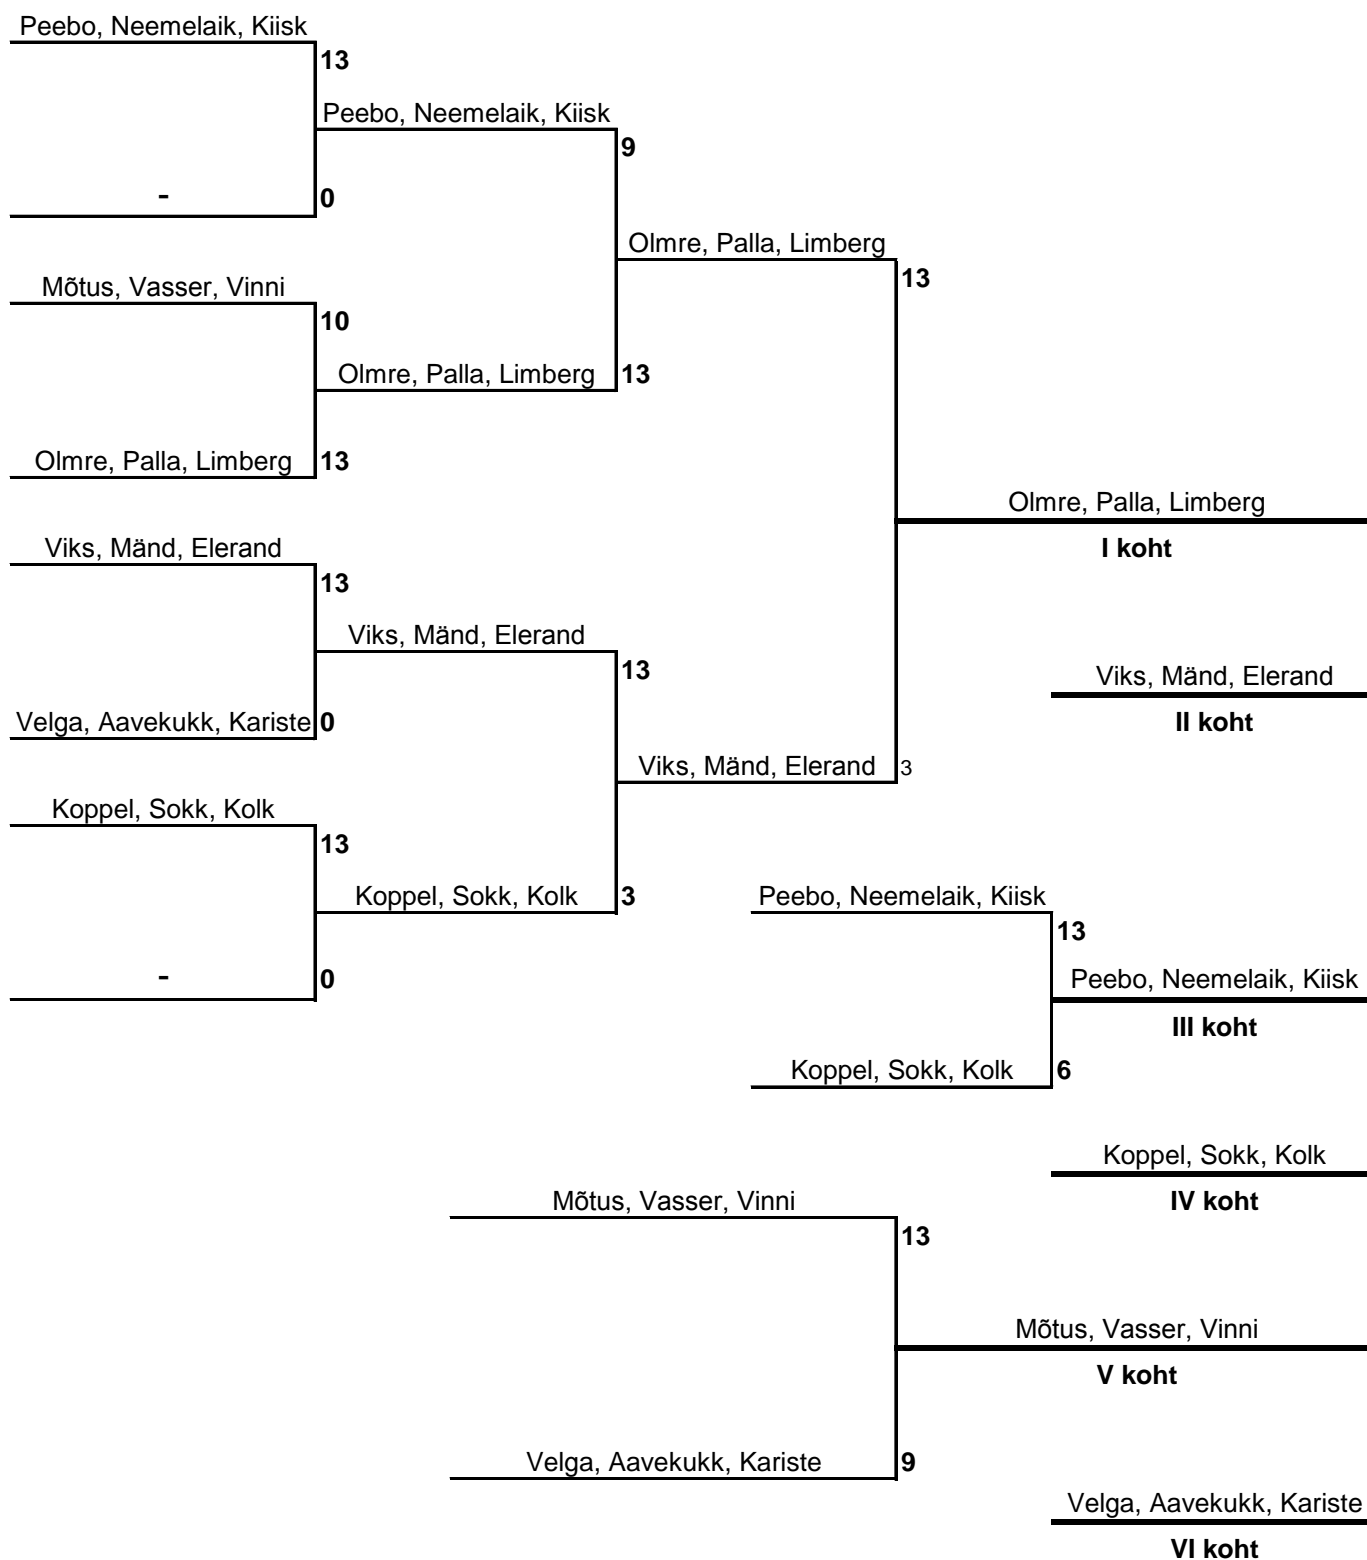 Peebo, Neemelaik, Kiisk
13
Peebo, Neemelaik, Kiisk
9
-
0
Olmre, Palla, Limberg
13
Mõtus, Vasser, Vinni
10
Olmre, Palla, Limberg
13
Olmre, Palla, Limberg
13
Olmre, Palla, Limberg
I koht
Viks, Mänd, Elerand
13
Viks, Mänd, Elerand
13
Viks, Mänd, Elerand
II koht
Velga, Aavekukk, Kariste
0
Viks, Mänd, Elerand
3
Koppel, Sokk, Kolk
13
Koppel, Sokk, Kolk
3
Peebo, Neemelaik, Kiisk
13
-
0
Peebo, Neemelaik, Kiisk
III koht
Koppel, Sokk, Kolk
6
Koppel, Sokk, Kolk
IV koht
Mõtus, Vasser, Vinni
13
Mõtus, Vasser, Vinni
V koht
Velga, Aavekukk, Kariste
9
Velga, Aavekukk, Kariste
VI koht